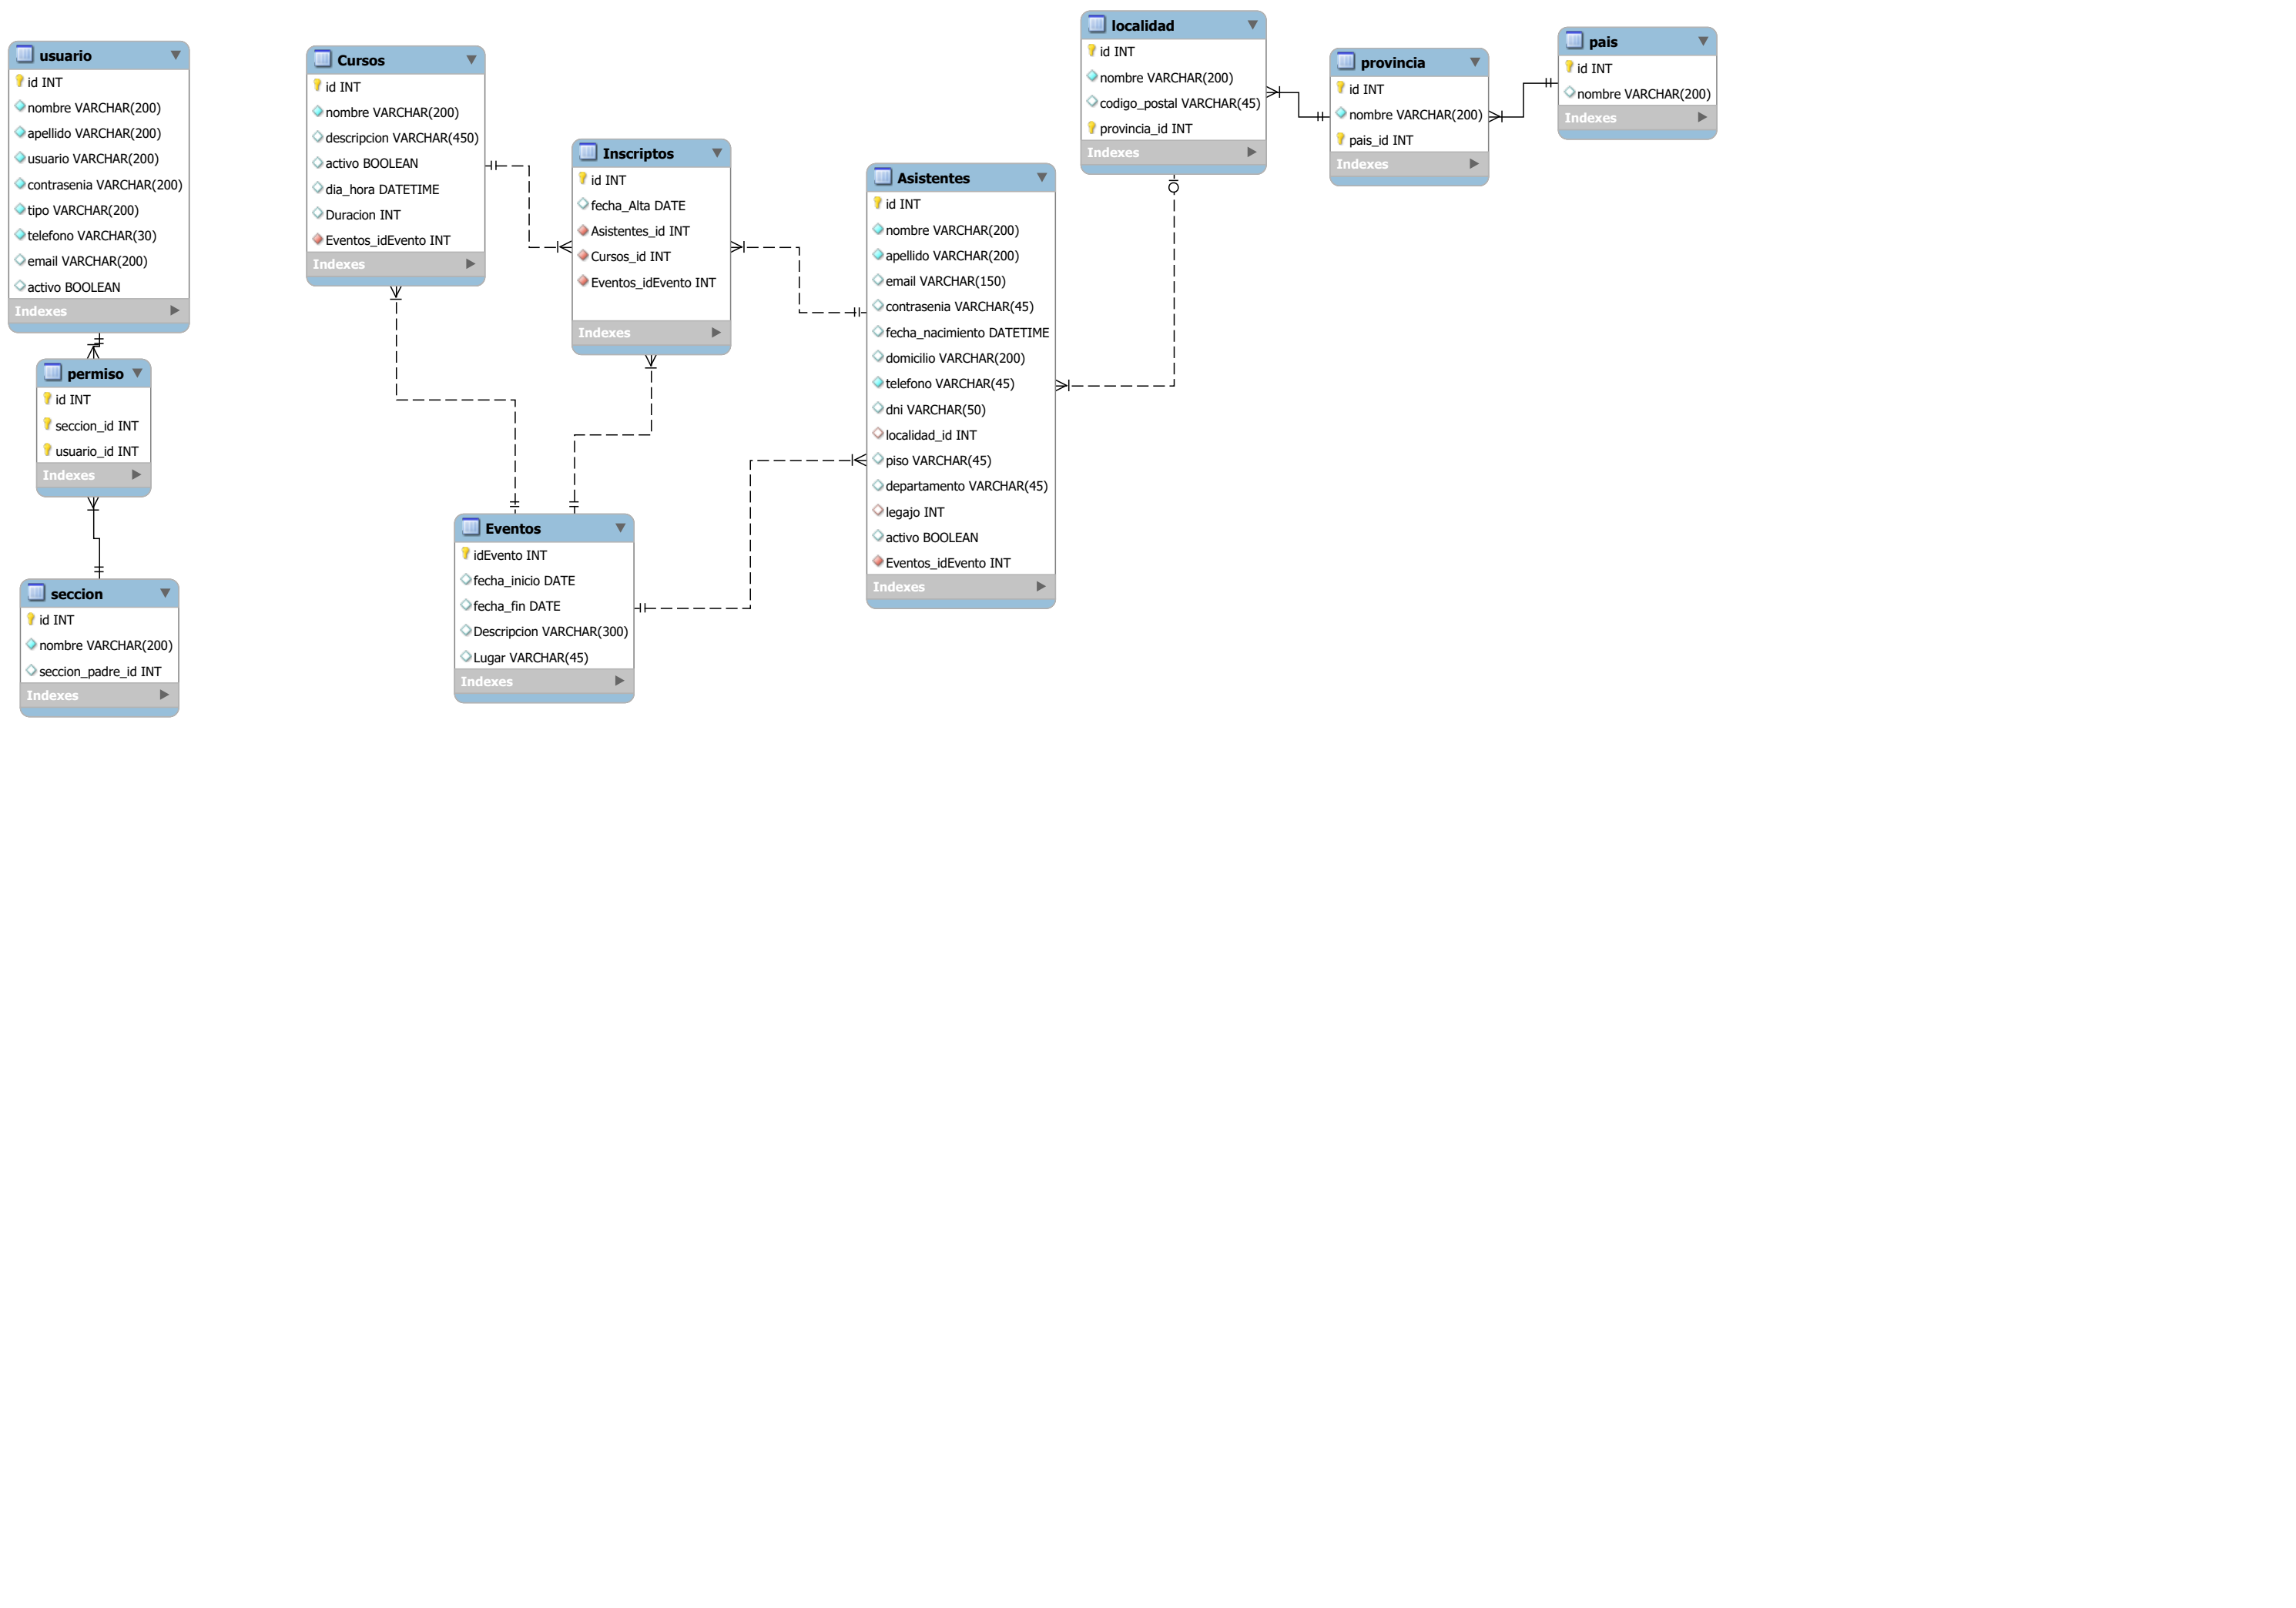 usuario
id INT
nombre VARCHAR(200)
apellido VARCHAR(200)
usuario VARCHAR(200)
contrasenia VARCHAR(200)
tipo VARCHAR(200)
telefono VARCHAR(30)
email VARCHAR(200)
activo BOOLEAN
Indexes
permiso
id INT
seccion_id INT
usuario_id INT
Indexes
seccion
id INT
nombre VARCHAR(200)
seccion_padre_id INT
Indexes
Cursos
id INT
nombre VARCHAR(200)
descripcion VARCHAR(450)
activo BOOLEAN
dia_hora DATETIME
Duracion INT
Eventos_idEvento INT
Indexes
Inscriptos
id INT
fecha_Alta DATE
Asistentes_id INT
Cursos_id INT
Eventos_idEvento INT
Indexes
Eventos
idEvento INT
fecha_inicio DATE
fecha_fin DATE
Descripcion VARCHAR(300)
Lugar VARCHAR(45)
Indexes
Asistentes
id INT
nombre VARCHAR(200)
apellido VARCHAR(200)
email VARCHAR(150)
contrasenia VARCHAR(45)
fecha_nacimiento DATETIME
domicilio VARCHAR(200)
telefono VARCHAR(45)
dni VARCHAR(50)
localidad_id INT
piso VARCHAR(45)
departamento VARCHAR(45)
legajo INT
activo BOOLEAN
Eventos_idEvento INT
Indexes
localidad
id INT
nombre VARCHAR(200)
codigo_postal VARCHAR(45)
provincia_id INT
Indexes
provincia
id INT
nombre VARCHAR(200)
pais_id INT
Indexes
pais
id INT
nombre VARCHAR(200)
Indexes